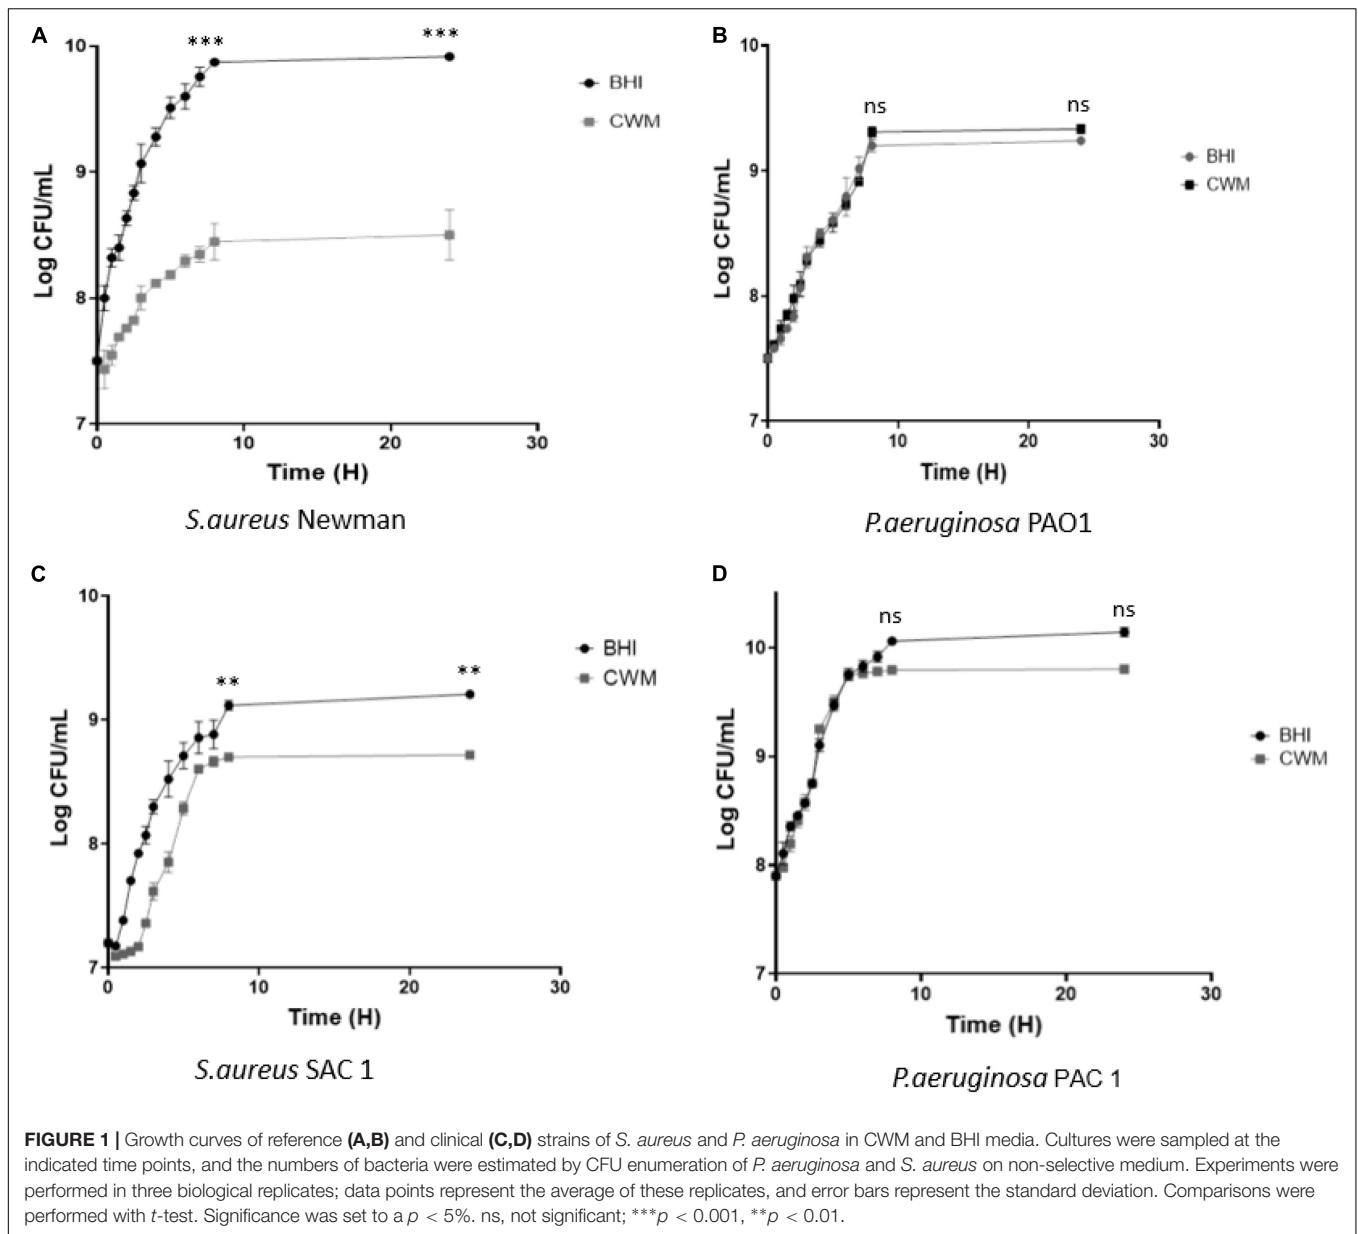 A
10
9
8
7
Log CFU/mL
***
***
BHI
CWM
0
10
20
30
Time (H)
S.aureus Newman
B
10
9
8
7
Log CFU/mL
ns
ns
BHI
CWM
0
10
20
30
Time (H)
P.aeruginosa PAO1
C
10
9
8
7
Log CFU/mL
**
**
BHI
CWM
0
10
20
30
Time (H)
S.aureus SAC 1
D
10
9
8
7
Log CFU/mL
ns
ns
BHI
CWM
0
10
20
30
Time (H)
P.aeruginosa PAC 1
FIGURE 1 | Growth curves of reference (A,B) and clinical (C,D) strains of S. aureus and P. aeruginosa in CWM and BHI media. Cultures were sampled at the
indicated time points, and the numbers of bacteria were estimated by CFU enumeration of P. aeruginosa and S. aureus on non-selective medium. Experiments were
performed in three biological replicates; data points represent the average of these replicates, and error bars represent the standard deviation. Comparisons were
performed with t-test. Significance was set to a p < 5%. ns, not significant; ***p < 0.001, **p < 0.01.